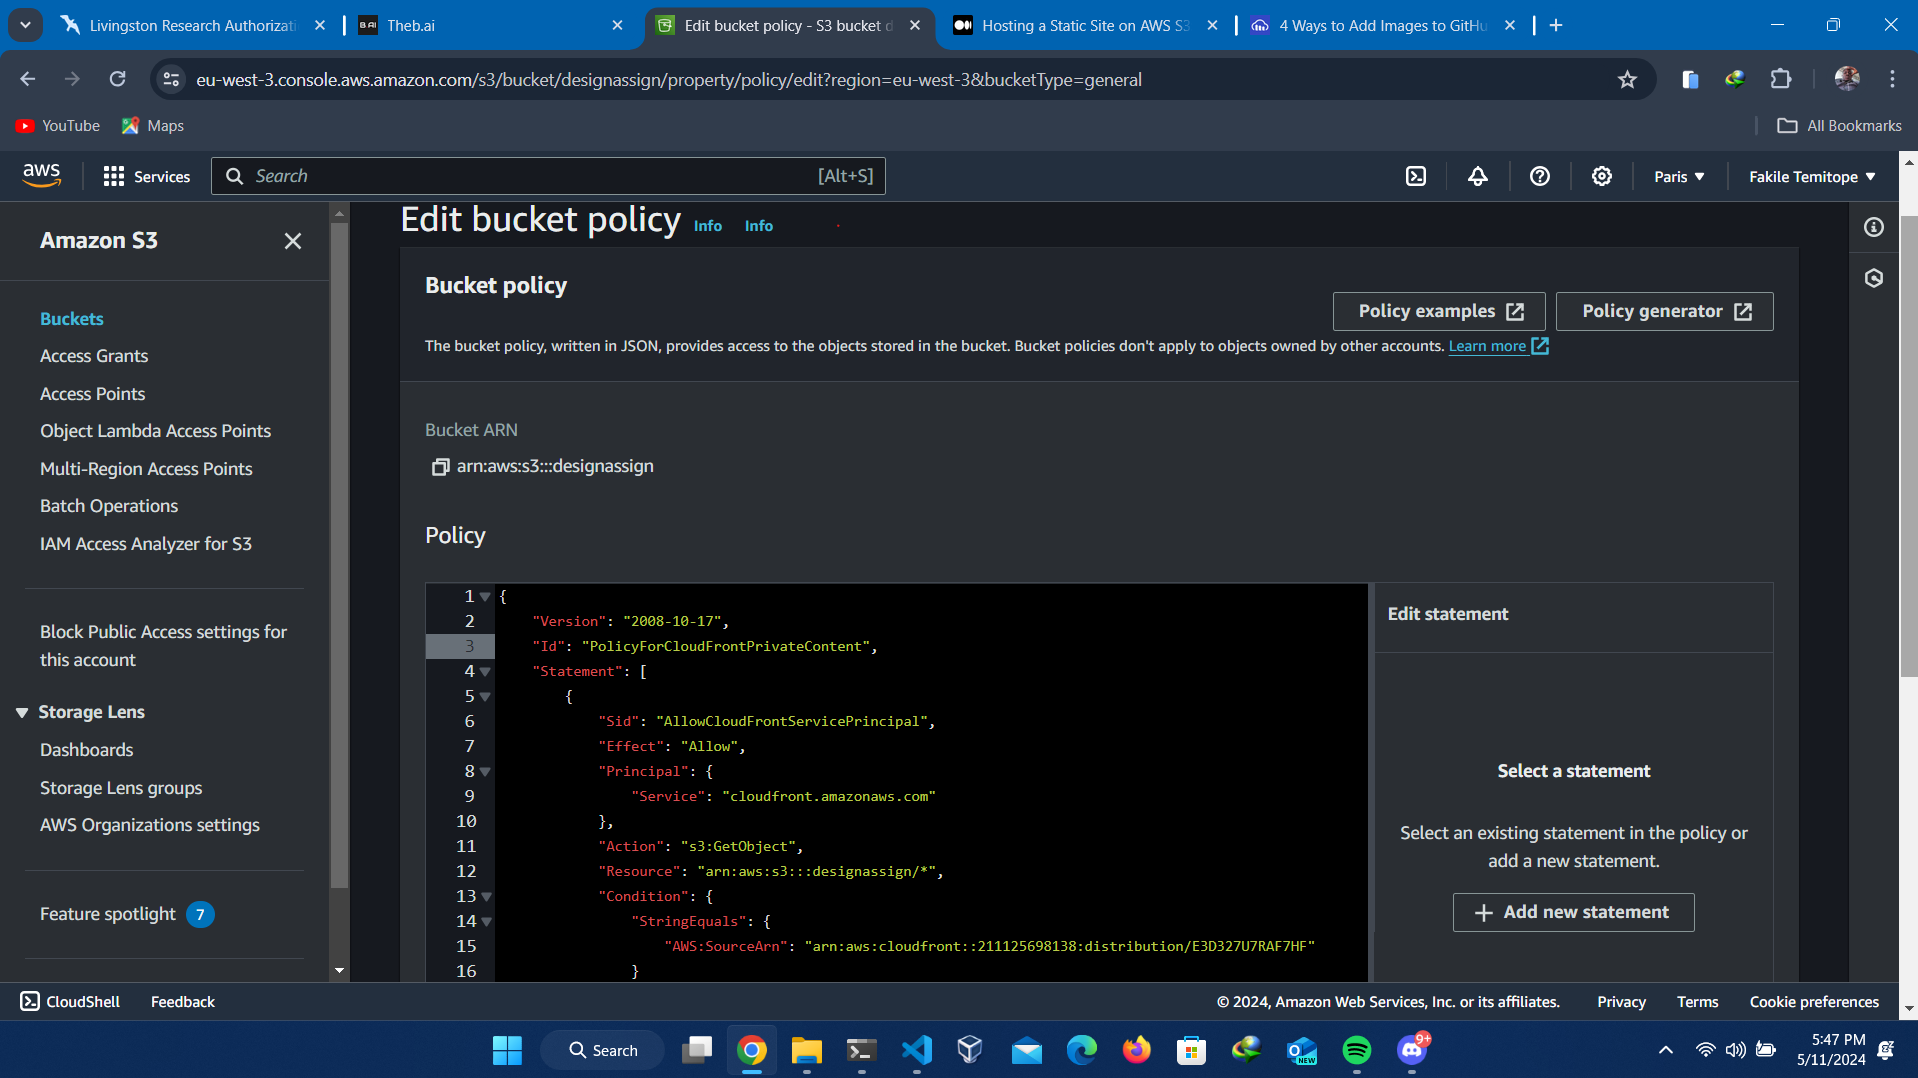 Livingston Research Authorizati
Theb.ai
Edit bucket policy - S3 bucket d
Hosting a Static Site on AWS S3
4 Ways to Add Images to GitHu
eu-west-3.console.aws.amazon.com/s3/bucket/designassign/property/policy/edit?region=eu-west-3&bucketType=general
YouTube
Maps
All Bookmarks
aws
Services
Search
[Alt+S]
Paris
Fakile Temitope
Amazon S3
Buckets
Access Grants
Access Points
Object Lambda Access Points
Multi-Region Access Points
Batch Operations
IAM Access Analyzer for S3
Block Public Access settings for
this account
Storage Lens
Dashboards
Storage Lens groups
AWS Organizations settings
Feature spotlight 7
Edit bucket policy Info Info
Bucket policy
Policy examples
Policy generator
The bucket policy, written in JSON, provides access to the objects stored in the bucket. Bucket policies don't apply to objects owned by other accounts. Learn more
Bucket ARN
arn:aws:s3:::designassign
Policy
1 {
2 "Version": "2008-10-17",
3 "Id": "PolicyForCloudFrontPrivateContent",
4 "Statement": [
5 {
6 "Sid": "AllowCloudFrontServicePrincipal",
7 "Effect": "Allow",
8 "Principal": {
9 "Service": "cloudfront.amazonaws.com"
10 },
11 "Action": "s3:GetObject",
12 "Resource": "arn:aws:s3:::designassign/*",
13 "Condition": {
14 "StringEquals": {
15 "AWS:SourceArn": "arn:aws:cloudfront::211125698138:distribution/E3D327U7RAF7HF"
16 }
Edit statement
Select a statement
Select an existing statement in the policy or
add a new statement.
Add new statement
CloudShell
Feedback
© 2024, Amazon Web Services, Inc. or its affiliates.
Privacy
Terms
Cookie preferences
Search
NEW
9+
5:47 PM
5/11/2024